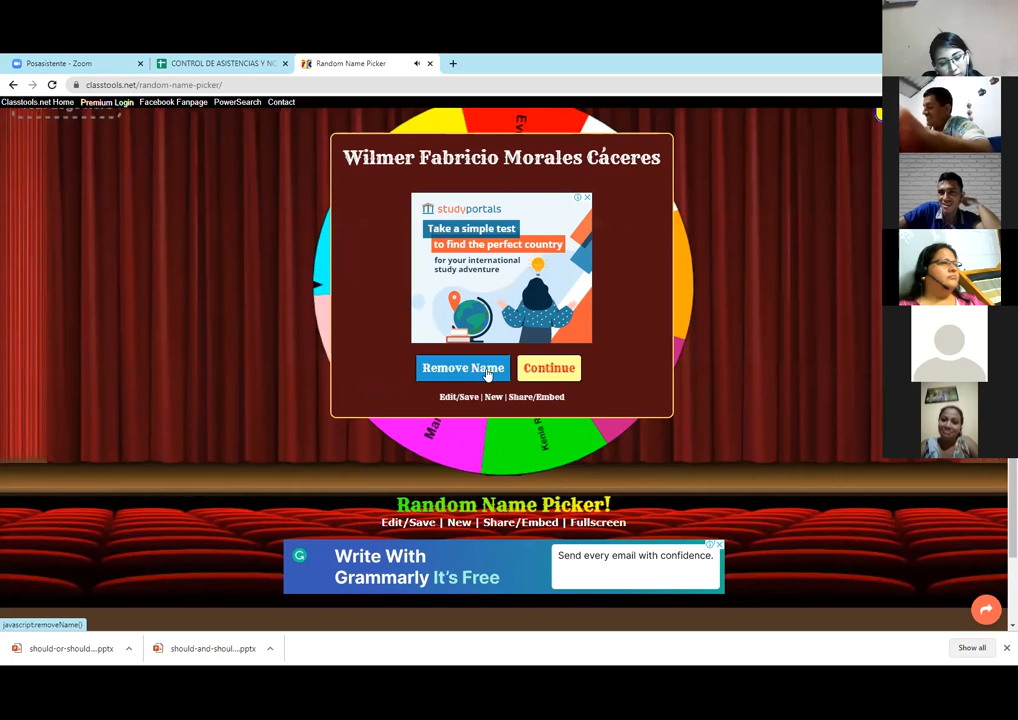 Posasistente - Zoom
CONTROL DE ASISTENCIAS Y NO
Random Name Picker
classtools.net/random-name-picker/
Classtools.net Home Premium Login Facebook Fanpage PowerSearch Contact
Wilmer Fabricio Morales Cáceres
studyportals
Take a simple test
to find the perfect country
for your international
study adventure
Remove Name
Continue
Edit/Save | New | Share/Embed
Kenia R
Random Name Picker!
Edit/Save | New | Share/Embed | Fullscreen
Write With
Grammarly It's Free
Send every email with confidence.
javascript:removeName()
should-or-should....pptx
should-and-shoul....pptx
Show all